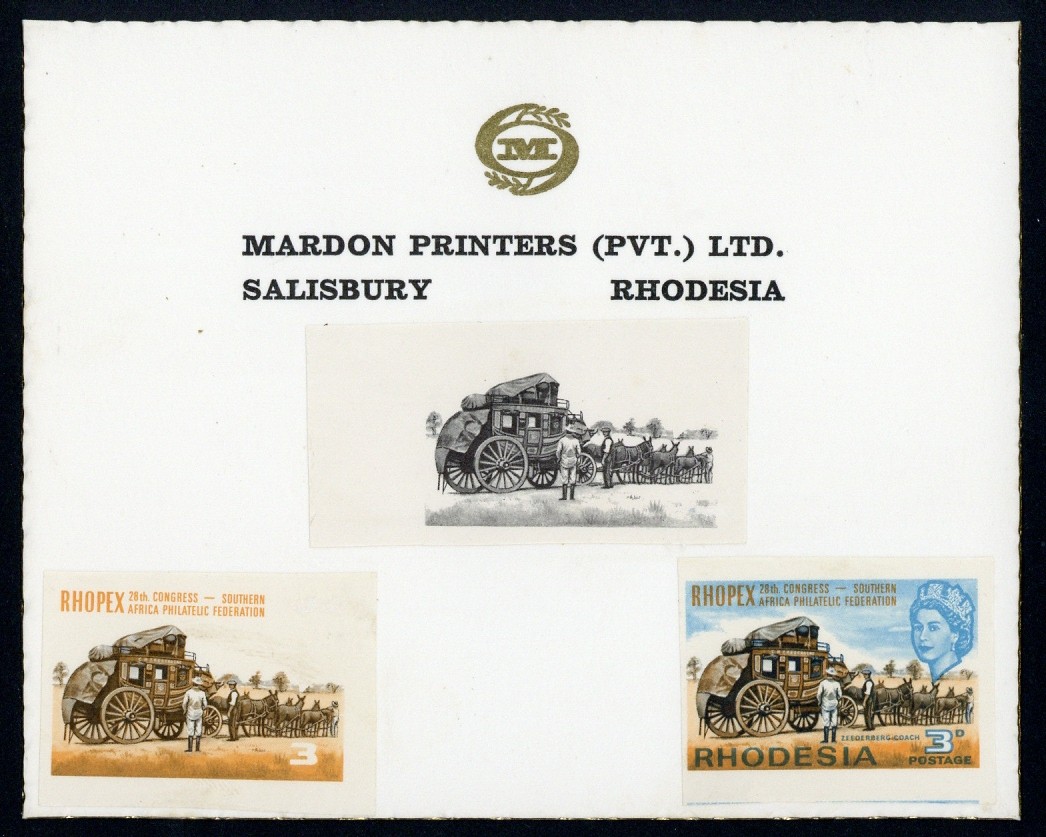 M
MARDON PRINTERS (PVT.) LTD.
SALISBURY RHODESIA
RHOPEX 28th. CONGRESS — SOUTHERN
AFRICA PHILATELIC FEDERATION
3
RHOPEX 28th. CONGRESS — SOUTHERN
AFRICA PHILATELIC FEDERATION
ZEEDERBERG COACH
RHODESIA
3D
POSTAGE